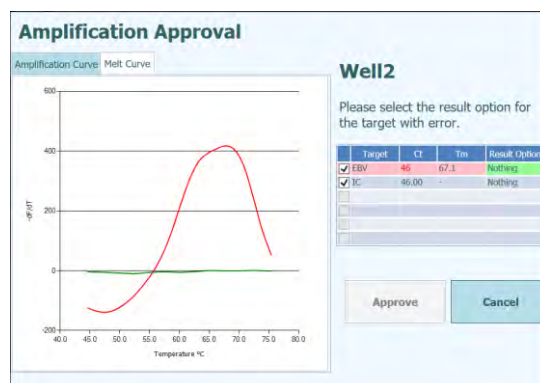 Amplification Approval
Amplification Curve Melt Curve
600
400
200
0
-200
-dF/dT
40.0 45.0 50.0 55.0 60.0 65.0 70.0 75.0 80.0
Temperature ºC
Well2
Please select the result option for
the target with error.
Target Ct Tm Result Option
EBV 46 67.1 Nothing
IC 46.00 - Nothing
Approve Cancel